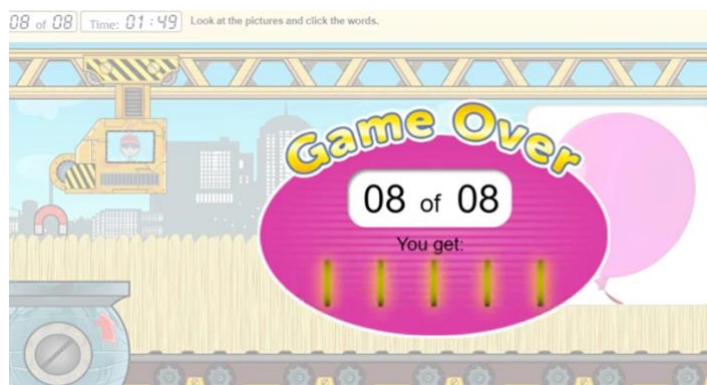 08 of 08 Time: 01:49 Look at the pictures and click the words.
Game Over
08 of 08
You get: